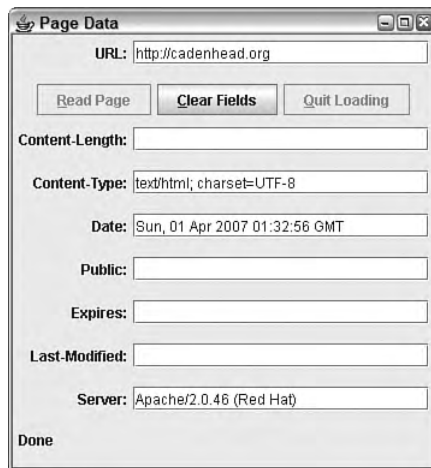 Page Data
URL: http://cadenhead.org
Read Page Clear Fields Quit Loading
Content-Length:
Content-Type: text/html; charset=UTF-8
Date: Sun, 01 Apr 2007 01:32:56 GMT
Public:
Expires:
Last-Modified:
Server: Apache/2.0.46 (Red Hat)
Done